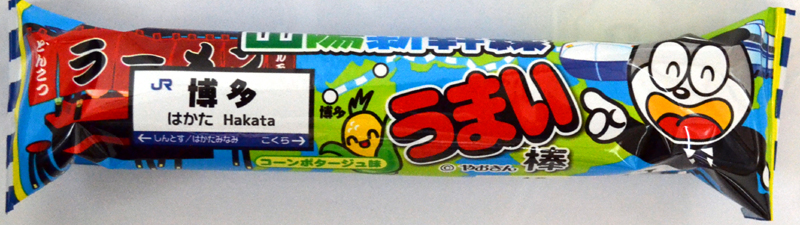 山陽新幹線
ラーメン
とんこつ
JR
博多
はかた Hakata
しんとす/はかたみなみ
こくら
博多
コーンポタージュ味
うまい棒
© やおきん